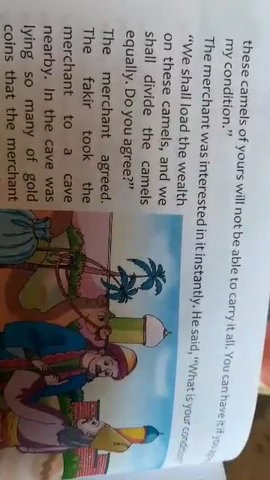 these camels of yours will not be able to carry it all. You can have it if you
my condition."
The merchant was interested in it instantly. He said, "What is your condition
"We shall load the wealth
on these camels, and we
shall divide the camels
equally. Do you agree?"
The merchant agreed.
The fakir took the
merchant to a cave
nearby. In the cave was
lying so many of gold
coins that the merchant